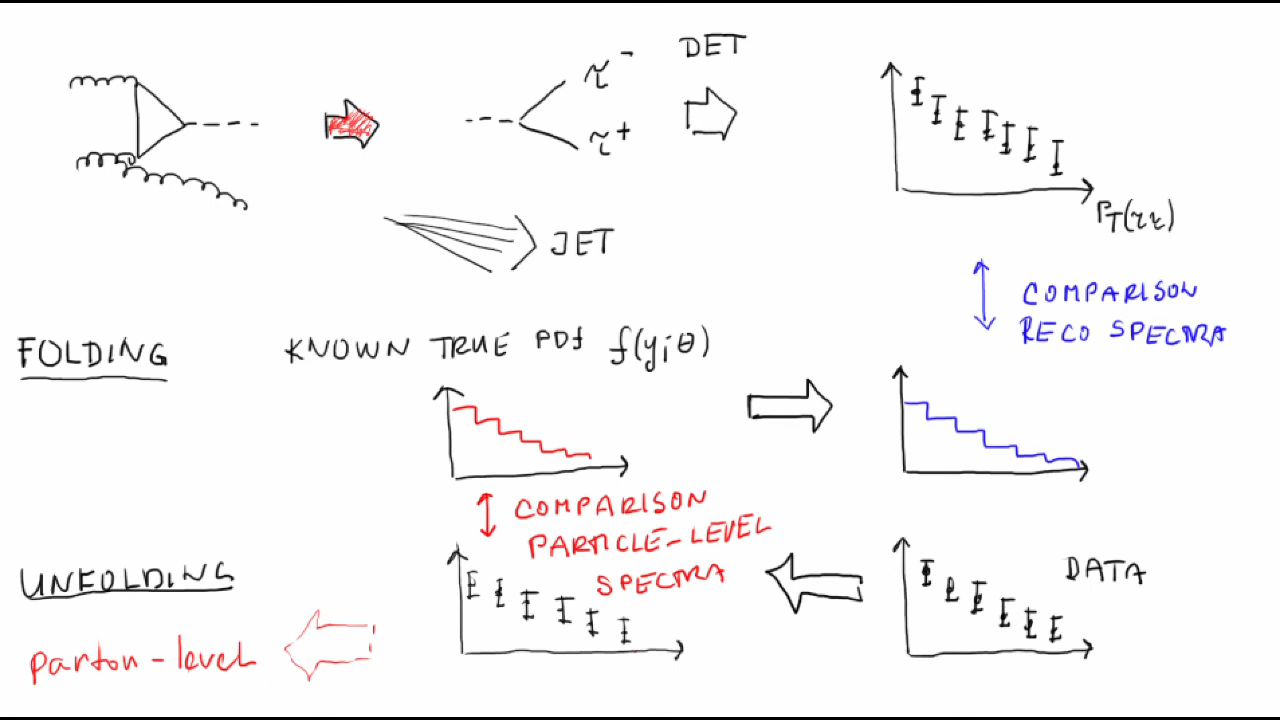 DET
τ⁻
τ⁺
P_T(ττ)
JET
COMPARISON
RECO SPECTRA
FOLDING
KNOWN TRUE PDf f(y;θ)
COMPARISON
PARTICLE-LEVEL
SPECTRA
UNFOLDING
DATA
parton-level